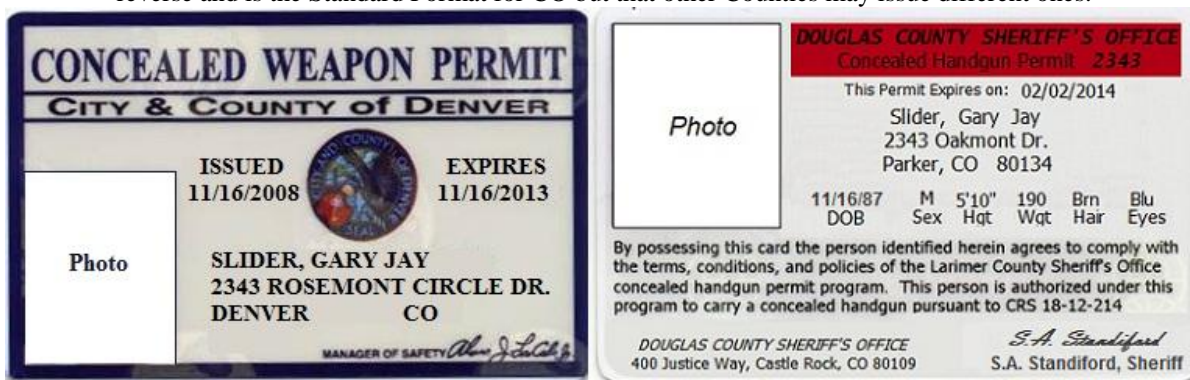 reverse and is the Standard Format for CO but that other Counties may issue different ones.
CONCEALED WEAPON PERMIT
CITY & COUNTY of DENVER
ISSUED
11/16/2008
EXPIRES
11/16/2013
Photo
SLIDER, GARY JAY
2343 ROSEMONT CIRCLE DR.
DENVER CO
MANAGER OF SAFETY
DOUGLAS COUNTY SHERIFF'S OFFICE
Concealed Handgun Permit 2343
This Permit Expires on: 02/02/2014
Photo
Slider, Gary Jay
2343 Oakmont Dr.
Parker, CO 80134
11/16/87 M 5'10" 190 Brn Blu
DOB Sex Hgt Wgt Hair Eyes
By possessing this card the person identified herein agrees to comply with
the terms, conditions, and policies of the Larimer County Sheriff's Office
concealed handgun permit program. This person is authorized under this
program to carry a concealed handgun pursuant to CRS 18-12-214
DOUGLAS COUNTY SHERIFF'S OFFICE
400 Justice Way, Castle Rock, CO 80109
S.A. Standiford
S.A. Standiford, Sheriff